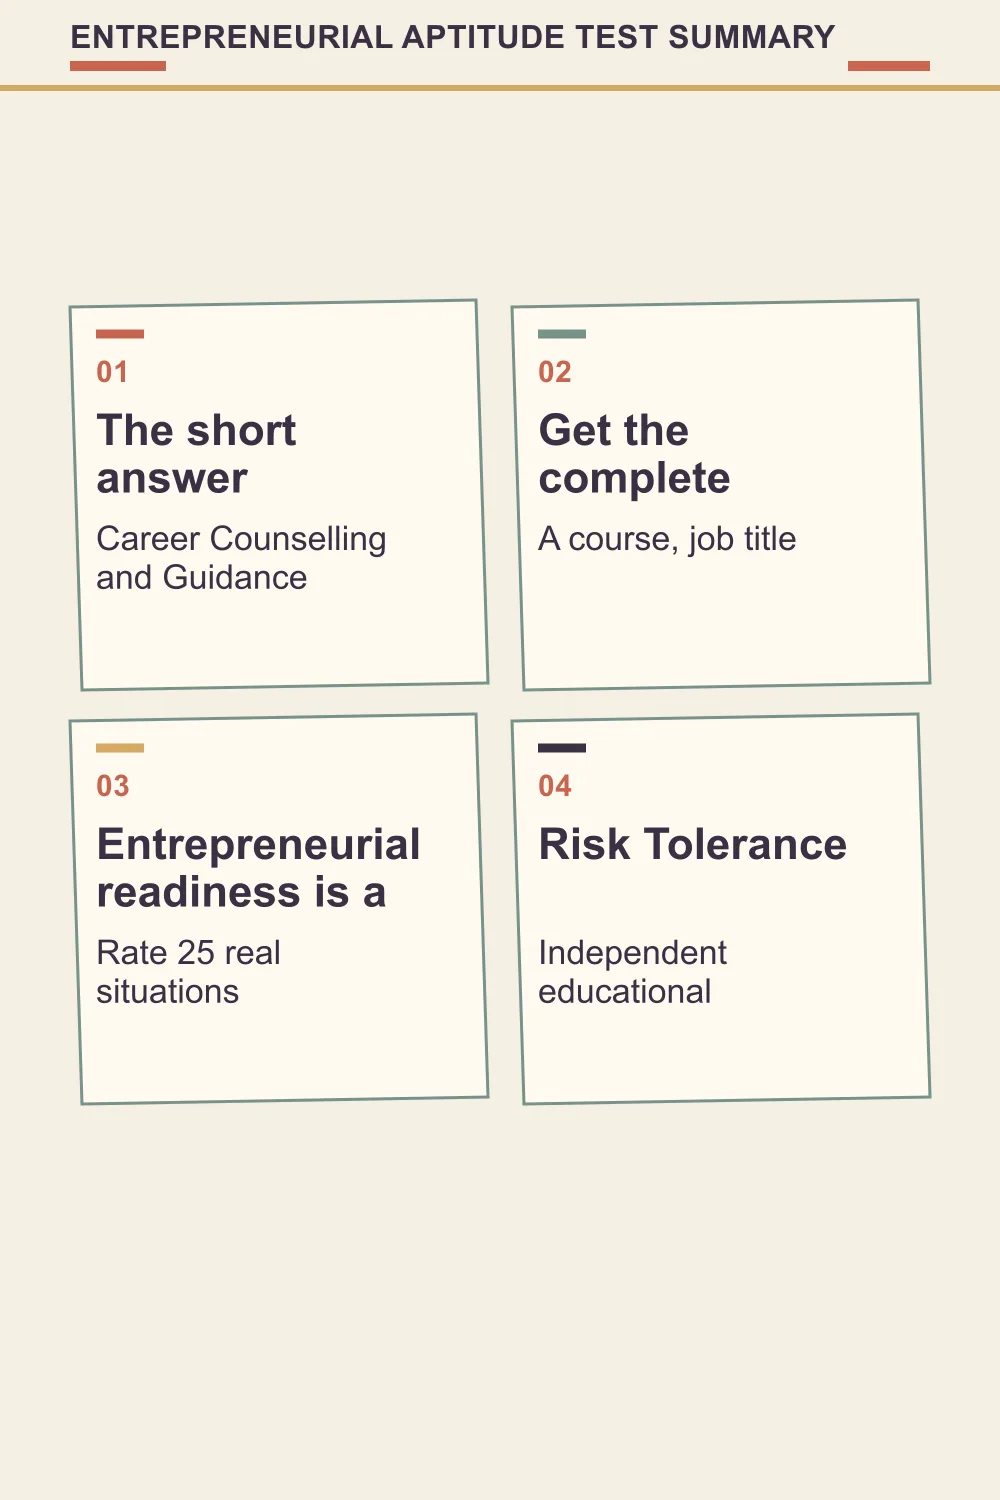 ENTREPRENEURIAL APTITUDE TEST SUMMARY
01
The short
answer
Career Counselling
and Guidance
02
Get the
complete
A course, job title
03
Entrepreneurial
readiness is a
Rate 25 real
situations
04
Risk Tolerance
Independent
educational